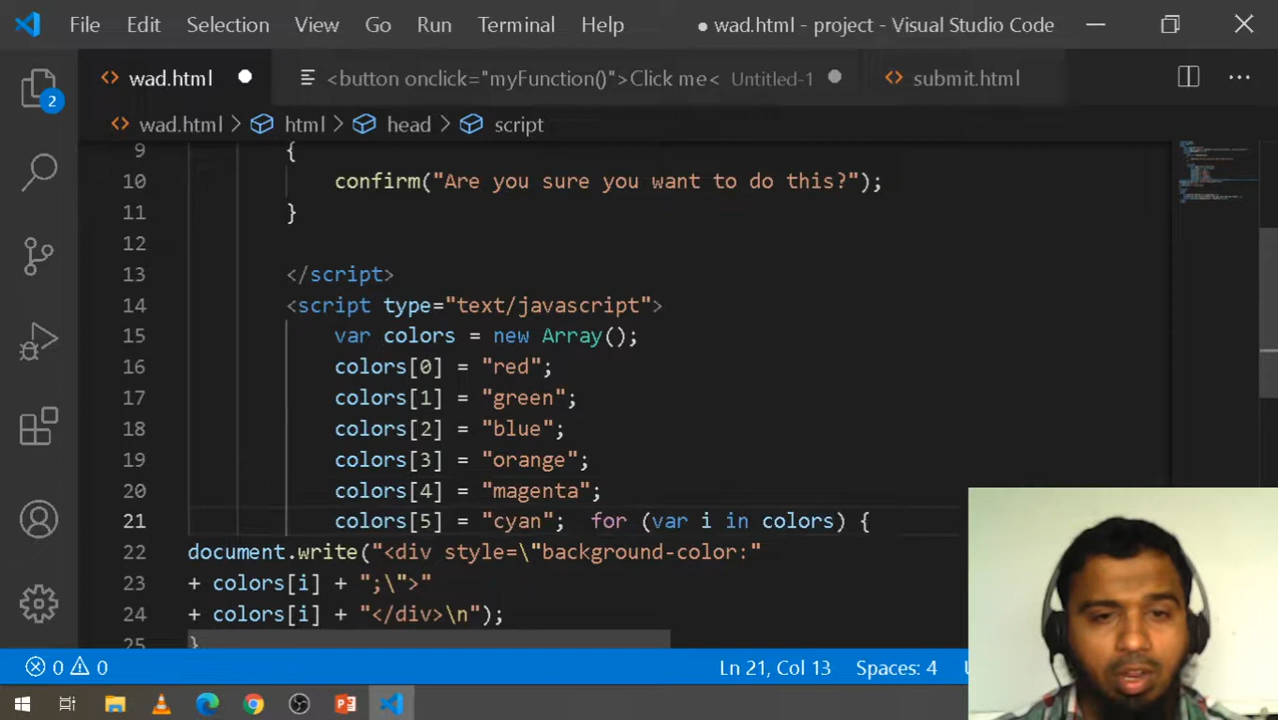 File Edit Selection View Go Run Terminal Help ● wad.html - project - Visual Studio Code
wad.html <button onclick="myFunction()">Click me< Untitled-1 submit.html
wad.html > html > head > script
2
9 {
10 confirm("Are you sure you want to do this?");
11 }
12
13 </script>
14 <script type="text/javascript">
15 var colors = new Array();
16 colors[0] = "red";
17 colors[1] = "green";
18 colors[2] = "blue";
19 colors[3] = "orange";
20 colors[4] = "magenta";
21 colors[5] = "cyan"; for (var i in colors) {
22 document.write("<div style=\"background-color:"
23 + colors[i] + ";\">"
24 + colors[i] + "</div>\n");
25 }
0 0 Ln 21, Col 13 Spaces: 4